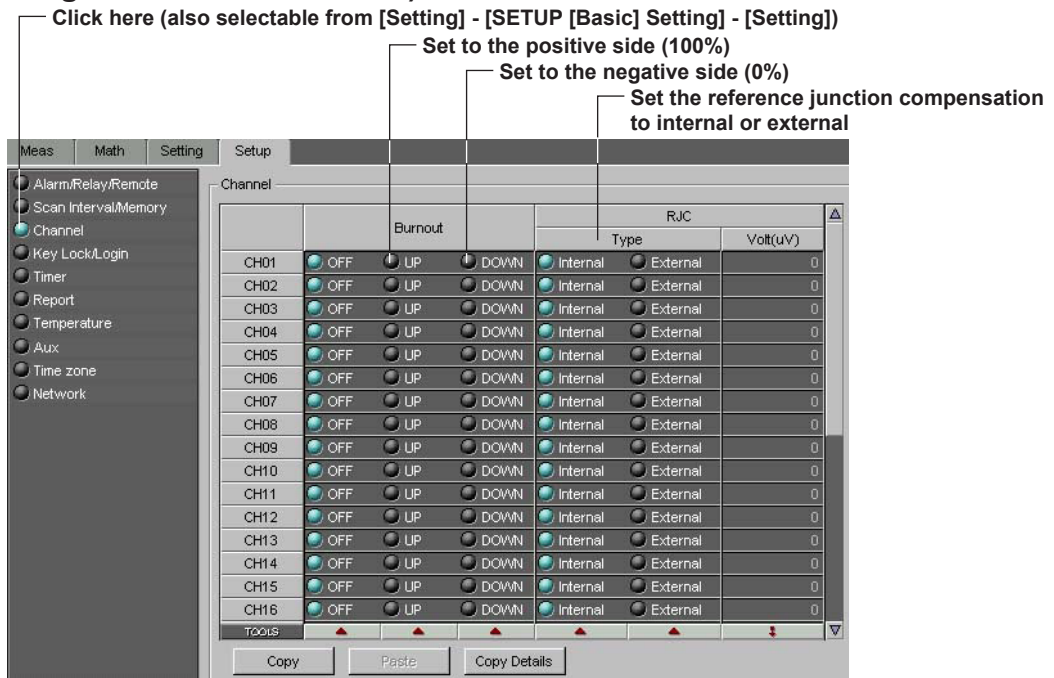 Click here (also selectable from [Setting] - [SETUP [Basic] Setting] - [Setting])
Set to the positive side (100%)
Set to the negative side (0%)
Set the reference junction compensation
to internal or external
Meas Math Setting Setup
Alarm/Relay/Remote
Scan Interval/Memory
Channel
Key Lock/Login
Timer
Report
Temperature
Aux
Time zone
Network
Channel
Burnout RJC
Type Volt(uV)
CH01 OFF UP DOWN Internal External 0
CH02 OFF UP DOWN Internal External 0
CH03 OFF UP DOWN Internal External 0
CH04 OFF UP DOWN Internal External 0
CH05 OFF UP DOWN Internal External 0
CH06 OFF UP DOWN Internal External 0
CH07 OFF UP DOWN Internal External 0
CH08 OFF UP DOWN Internal External 0
CH09 OFF UP DOWN Internal External 0
CH10 OFF UP DOWN Internal External 0
CH11 OFF UP DOWN Internal External 0
CH12 OFF UP DOWN Internal External 0
CH13 OFF UP DOWN Internal External 0
CH14 OFF UP DOWN Internal External 0
CH15 OFF UP DOWN Internal External 0
CH16 OFF UP DOWN Internal External 0
TOOLS
Copy Paste Copy Details